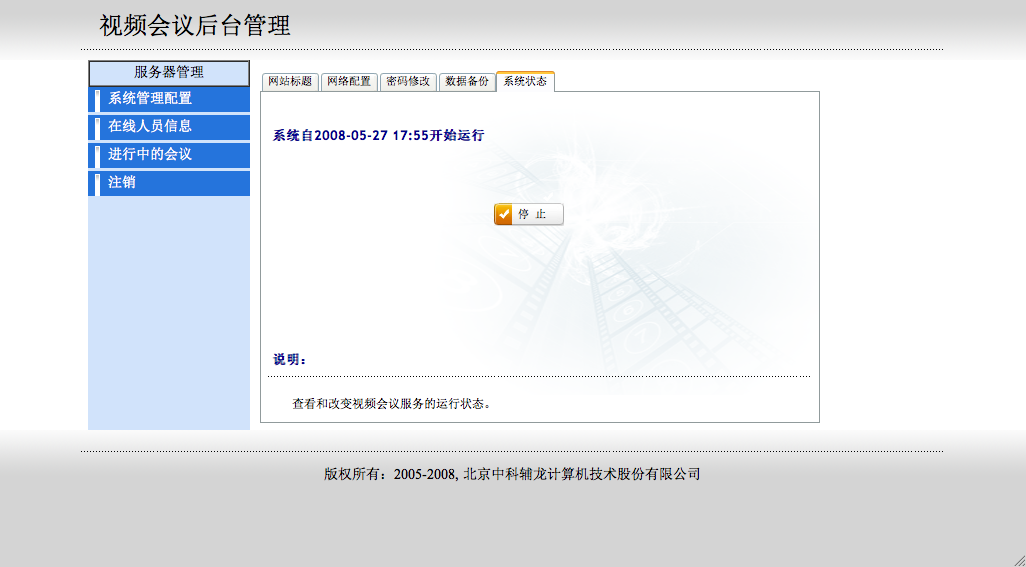 视频会议后台管理
服务器管理
系统管理配置
在线人员信息
进行中的会议
注销
网站标题 网络配置 密码修改 数据备份 系统状态
系统自2008-05-27 17:55开始运行
停 止
说明：
查看和改变视频会议服务的运行状态。
版权所有：2005-2008, 北京中科辅龙计算机技术股份有限公司